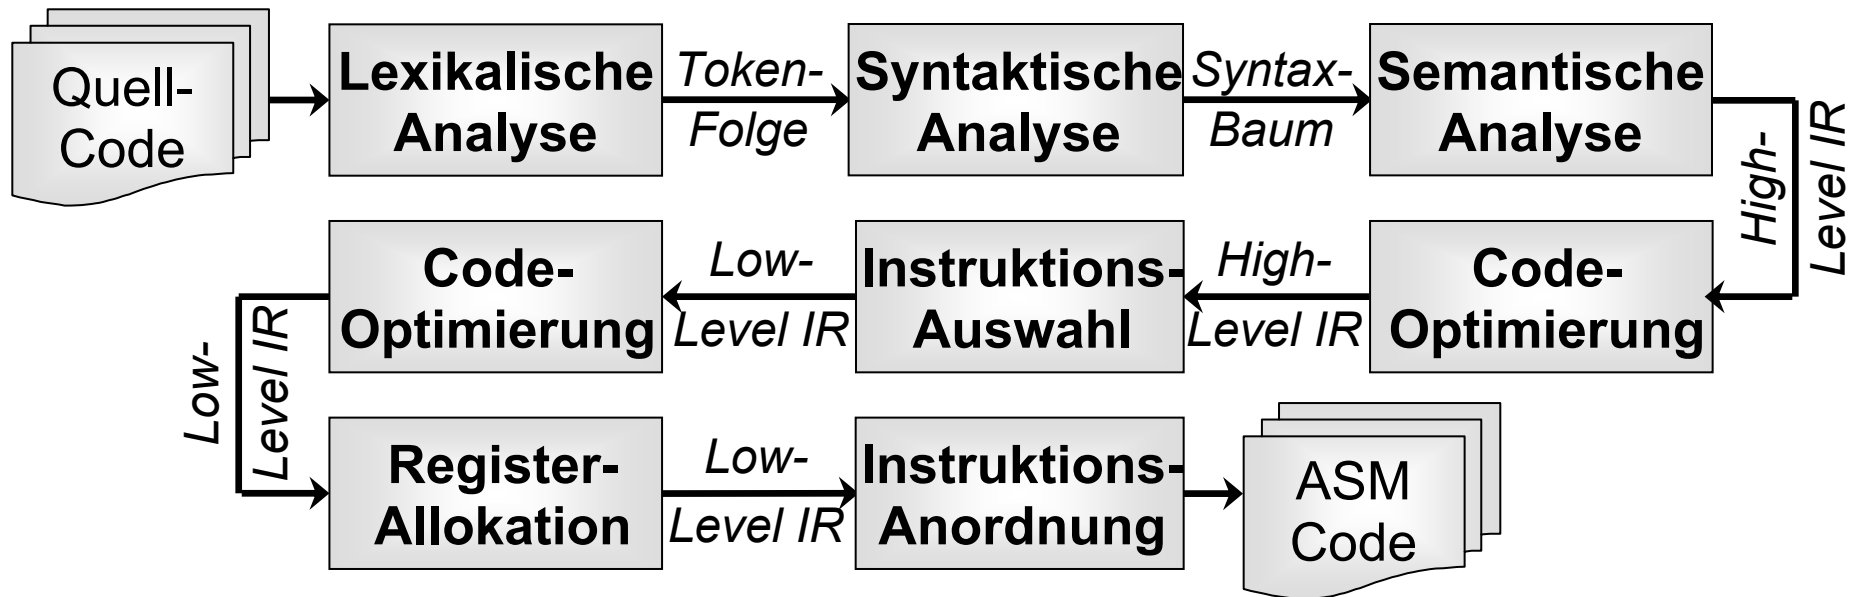 Quell-
Code
Lexikalische
Analyse
Token-
Folge
Syntaktische
Analyse
Syntax-
Baum
Semantische
Analyse
High-
Level IR
Code-
Optimierung
High-
Level IR
Instruktions-
Auswahl
Low-
Level IR
Code-
Optimierung
Low-
Level IR
Register-
Allokation
Low-
Level IR
Instruktions-
Anordnung
ASM
Code